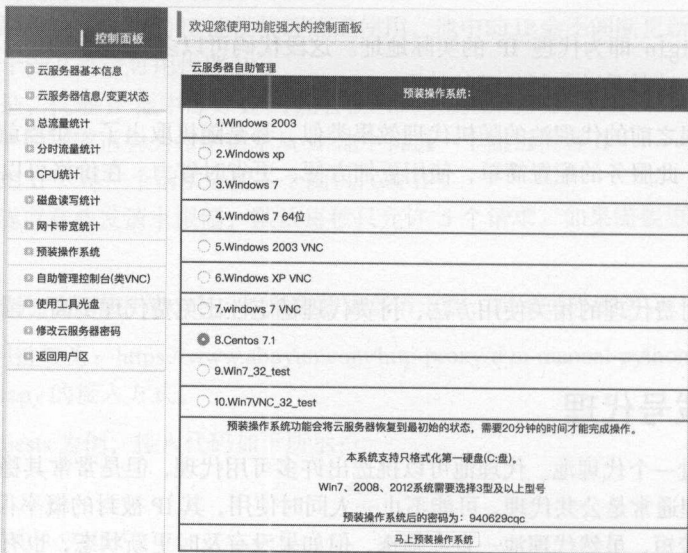 控制面板
云服务器基本信息
云服务器信息/变更状态
总流量统计
分时流量统计
CPU统计
磁盘读写统计
网卡带宽统计
预装操作系统
自助管理控制台(类VNC)
使用工具光盘
修改云服务器密码
返回用户区
欢迎您使用功能强大的控制面板
云服务器自助管理
预装操作系统:
1.Windows 2003
2.Windows xp
3.Windows 7
4.Windows 7 64位
5.Windows 2003 VNC
6.Windows XP VNC
7.windows 7 VNC
8.Centos 7.1
9.Win7_32_test
10.Win7VNC_32_test
预装操作系统功能会将云服务器恢复到最初始的状态，需要20分钟的时间才能完成操作。
本系统支持只格式化第一硬盘(C:盘)。
Win7、2008、2012系统需要选择3型及以上型号
预装操作系统后的密码为：940629cqc
马上预装操作系统